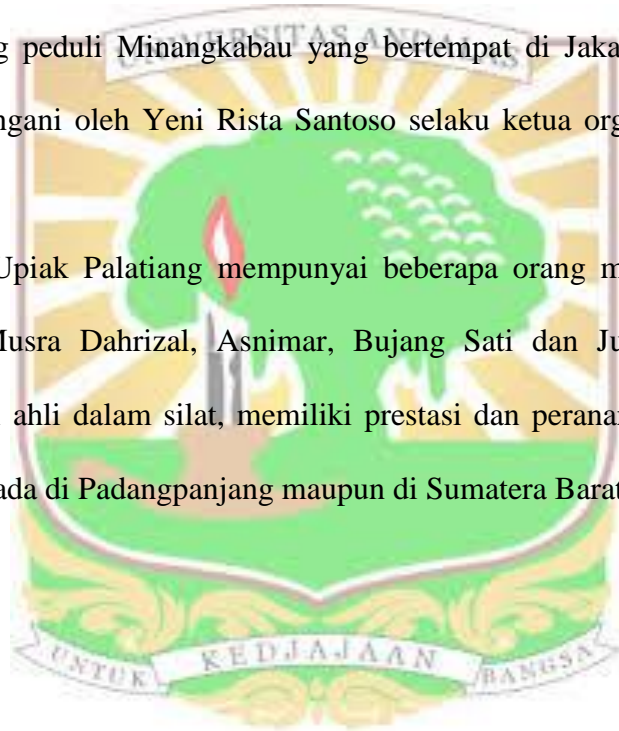 g peduli Minangkabau yang bertempat di Jaka
ngani oleh Yeni Rista Santoso selaku ketua org
UNIVERSITAS ANDALAS
Upiak Palatiang mempunyai beberapa orang m
Musra Dahrizal, Asnimar, Bujang Sati dan Ju
ahli dalam silat, memiliki prestasi dan perana
ada di Padangpanjang maupun di Sumatera Barat
UNTUK KEDJAJAAN BANGSA